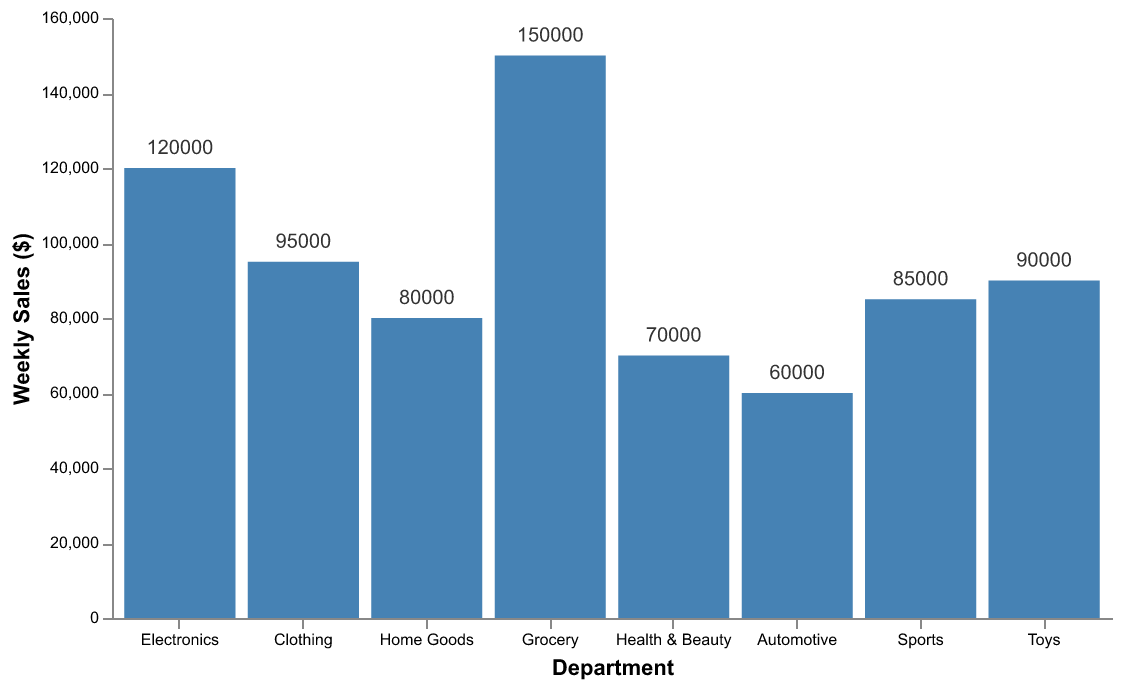 160,000
140,000
120,000
100,000
80,000
60,000
40,000
20,000
0
Weekly Sales ($)
120000
95000
80000
150000
70000
60000
85000
90000
Electronics
Clothing
Home Goods
Grocery
Health & Beauty
Automotive
Sports
Toys
Department